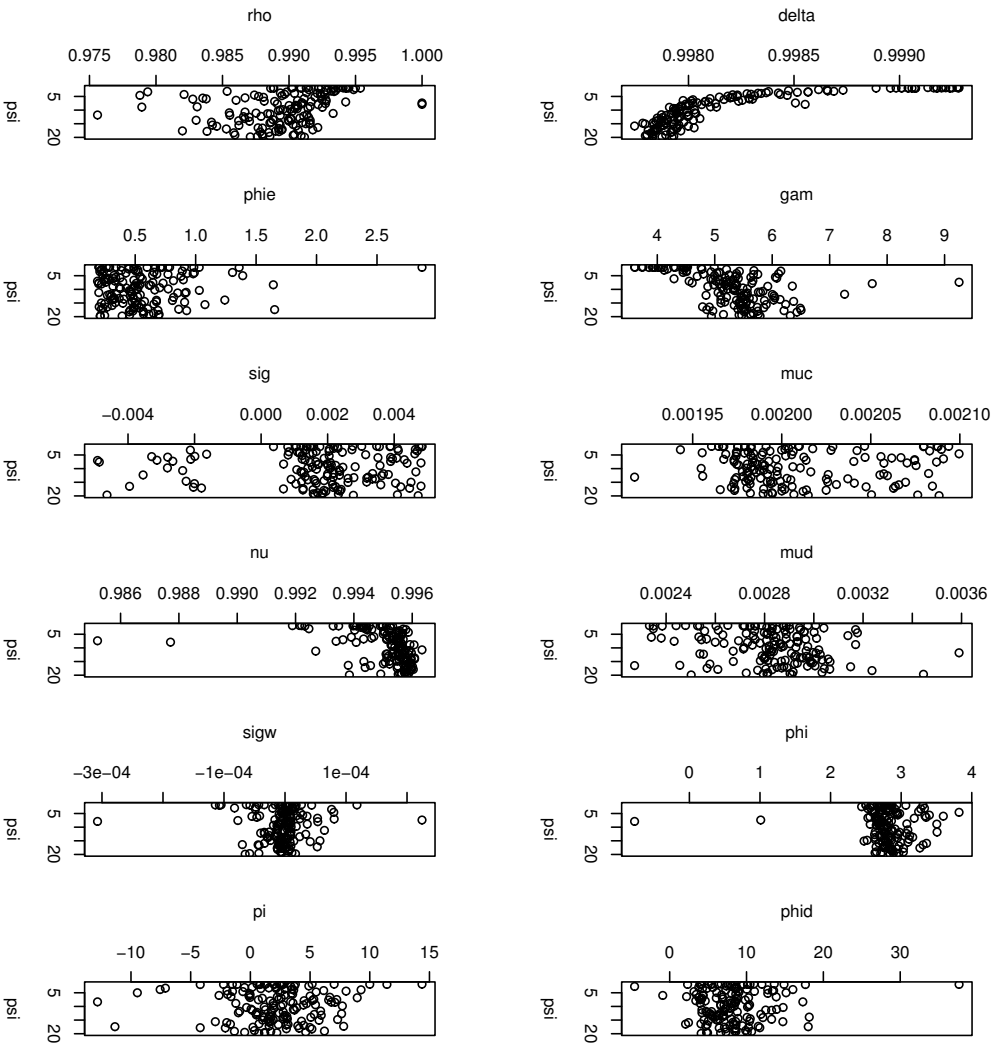 rho
0.975 0.980 0.985 0.990 0.995 1.000
5 20
psi
delta
0.9980 0.9985 0.9990
5 20
psi
phie
0.5 1.0 1.5 2.0 2.5
5 20
psi
gam
4 5 6 7 8 9
5 20
psi
sig
−0.004 0.000 0.002 0.004
5 20
psi
muc
0.00195 0.00200 0.00205 0.00210
5 20
psi
nu
0.986 0.988 0.990 0.992 0.994 0.996
5 20
psi
mud
0.0024 0.0028 0.0032 0.0036
5 20
psi
sigw
−3e−04 −1e−04 1e−04
5 20
psi
phi
0 1 2 3 4
5 20
psi
pi
−10 −5 0 5 10 15
5 20
psi
phid
0 10 20 30
5 20
psi